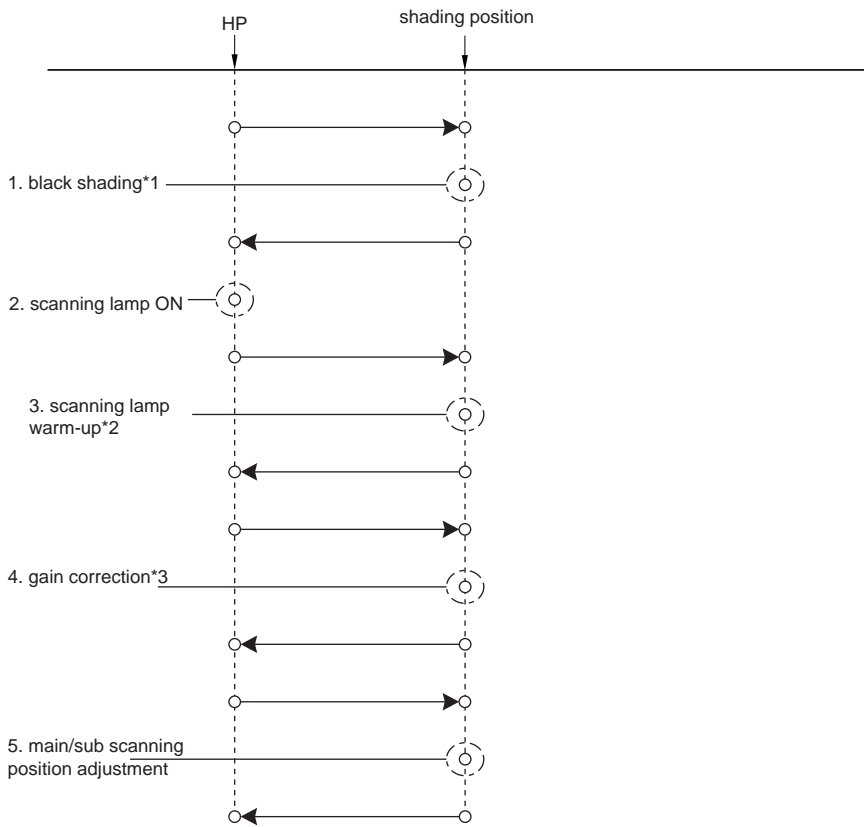 HP
shading position
1. black shading*1
2. scanning lamp ON
3. scanning lamp
warm-up*2
4. gain correction*3
5. main/sub scanning
position adjustment